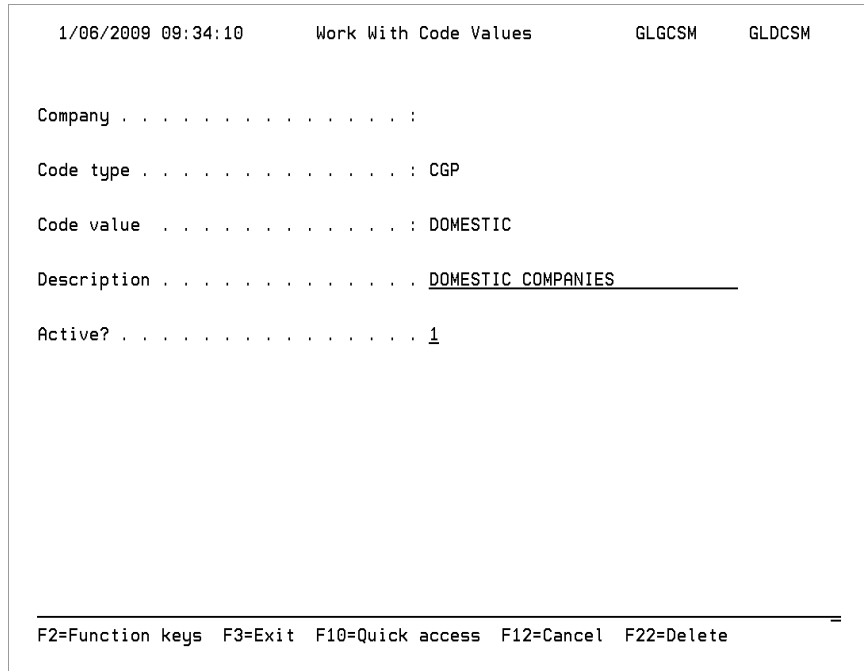 1/06/2009 09:34:10 Work With Code Values GLGCSM GLDCSM
Company . . . . . . . . . . . . . . :
Code type . . . . . . . . . . . . . : CGP
Code value . . . . . . . . . . . . : DOMESTIC
Description . . . . . . . . . . . . . DOMESTIC COMPANIES
Active? . . . . . . . . . . . . . . . 1
F2=Function keys F3=Exit F10=Quick access F12=Cancel F22=Delete